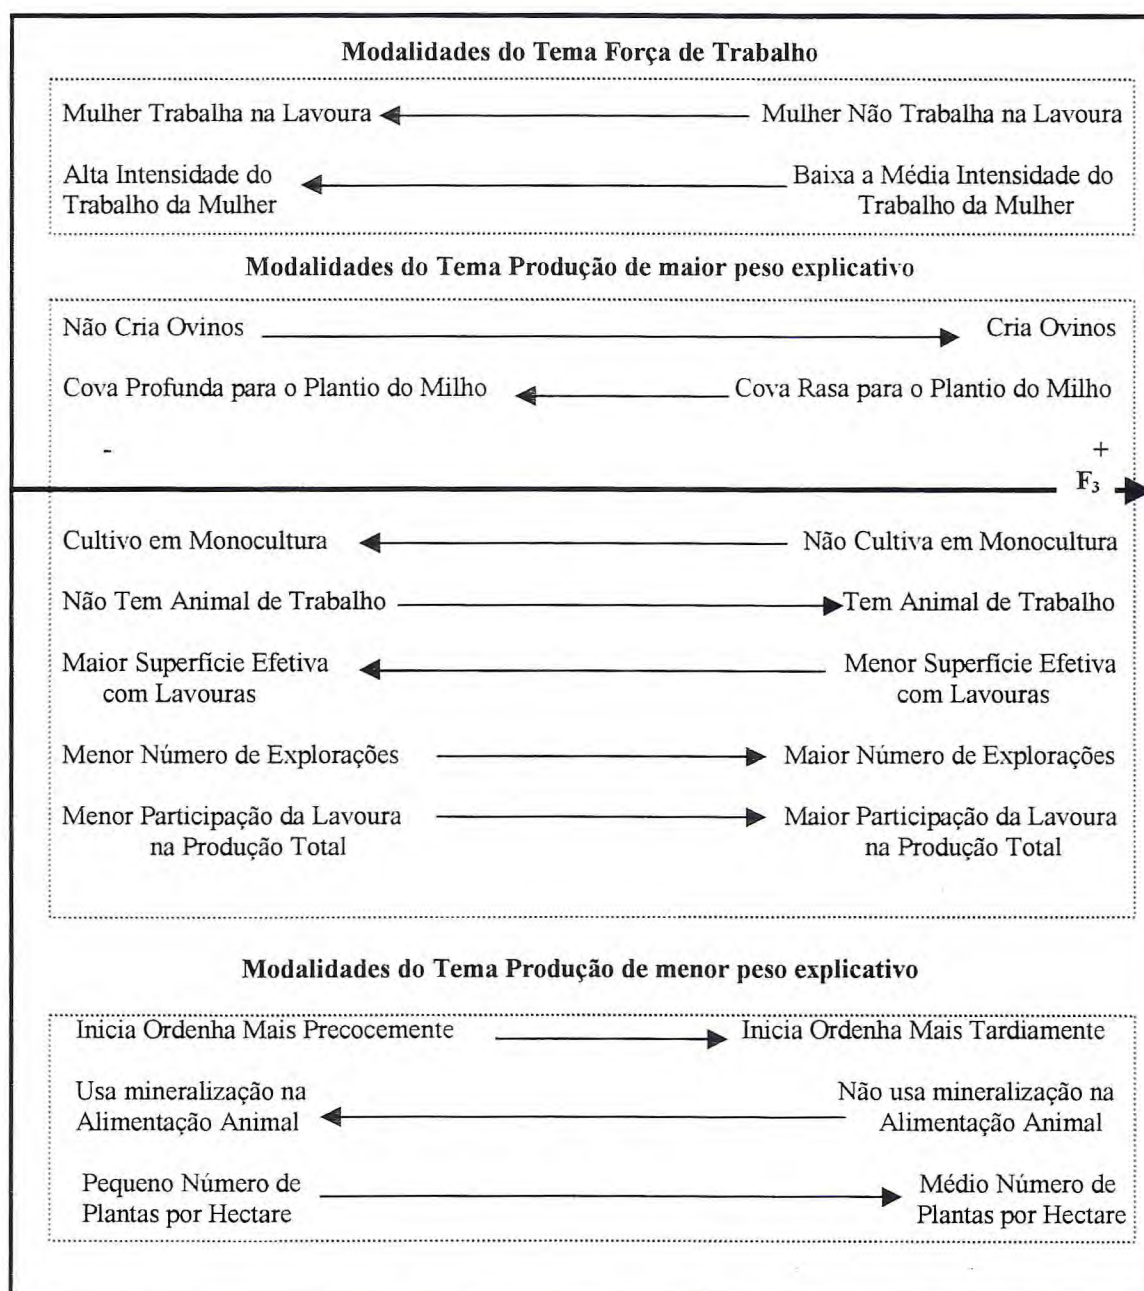 Modalidades do Tema Força de Trabalho
Mulher Trabalha na Lavoura Mulher Não Trabalha na Lavoura
Alta Intensidade do Baixa a Média Intensidade do
Trabalho da Mulher Trabalho da Mulher
Modalidades do Tema Produção de maior peso explicativo
Não Cria Ovinos Cria Ovinos
Cova Profunda para o Plantio do Milho Cova Rasa para o Plantio do Milho
- +
F₃
Cultivo em Monocultura Não Cultiva em Monocultura
Não Tem Animal de Trabalho Tem Animal de Trabalho
Maior Superfície Efetiva Menor Superfície Efetiva
com Lavouras com Lavouras
Menor Número de Explorações Maior Número de Explorações
Menor Participação da Lavoura Maior Participação da Lavoura
na Produção Total na Produção Total
Modalidades do Tema Produção de menor peso explicativo
Inicia Ordenha Mais Precocemente Inicia Ordenha Mais Tardiamente
Usa mineralização na Não usa mineralização na
Alimentação Animal Alimentação Animal
Pequeno Número de Médio Número de
Plantas por Hectare Plantas por Hectare